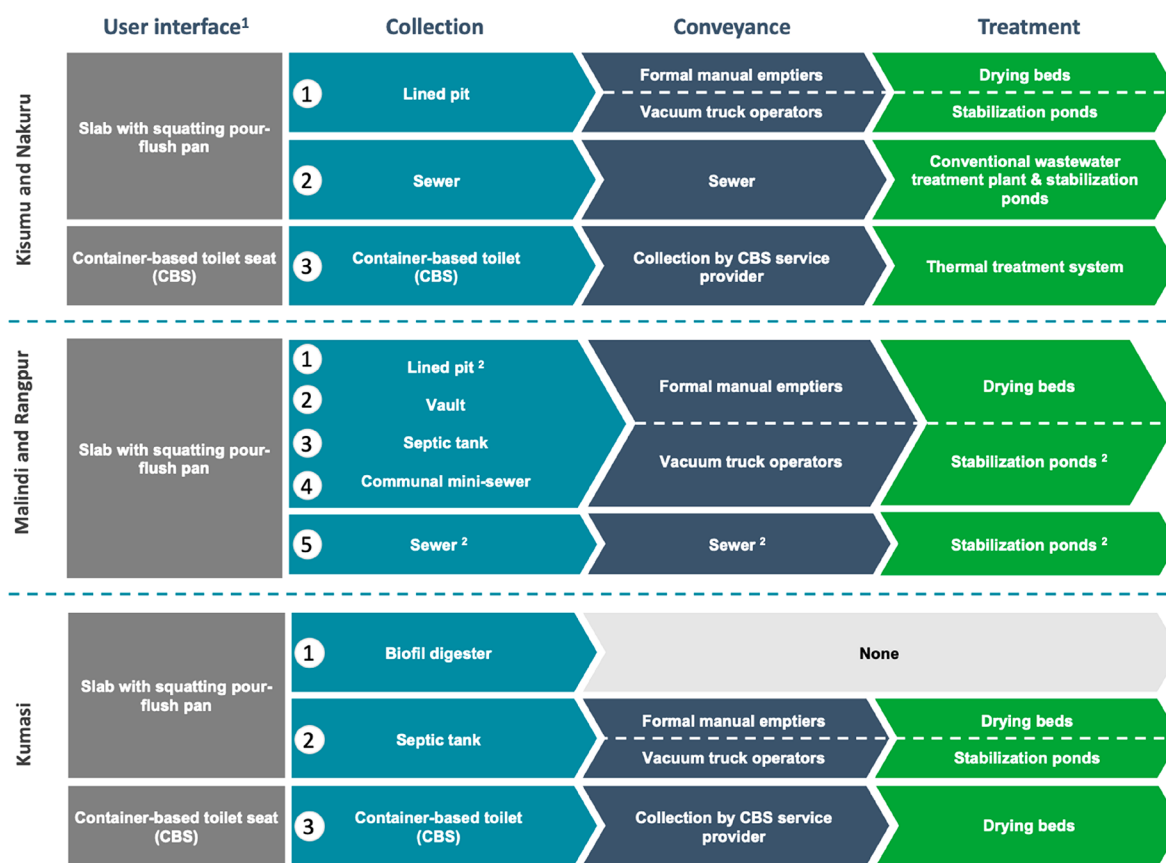 User interface¹
Collection
Conveyance
Treatment
Kisumu and Nakuru
Slab with squatting pour-
flush pan
1
Lined pit
Formal manual emptiers
Vacuum truck operators
Drying beds
Stabilization ponds
2
Sewer
Sewer
Conventional wastewater
treatment plant & stabilization
ponds
Container-based toilet seat
(CBS)
3
Container-based toilet
(CBS)
Collection by CBS service
provider
Thermal treatment system
Malindi and Rangpur
Slab with squatting pour-
flush pan
1
Lined pit ²
2
Vault
3
Septic tank
4
Communal mini-sewer
Formal manual emptiers
Vacuum truck operators
Drying beds
Stabilization ponds ²
5
Sewer ²
Sewer ²
Stabilization ponds ²
Kumasi
Slab with squatting pour-
flush pan
1
Biofil digester
None
2
Septic tank
Formal manual emptiers
Vacuum truck operators
Drying beds
Stabilization ponds
Container-based toilet seat
(CBS)
3
Container-based toilet
(CBS)
Collection by CBS service
provider
Drying beds